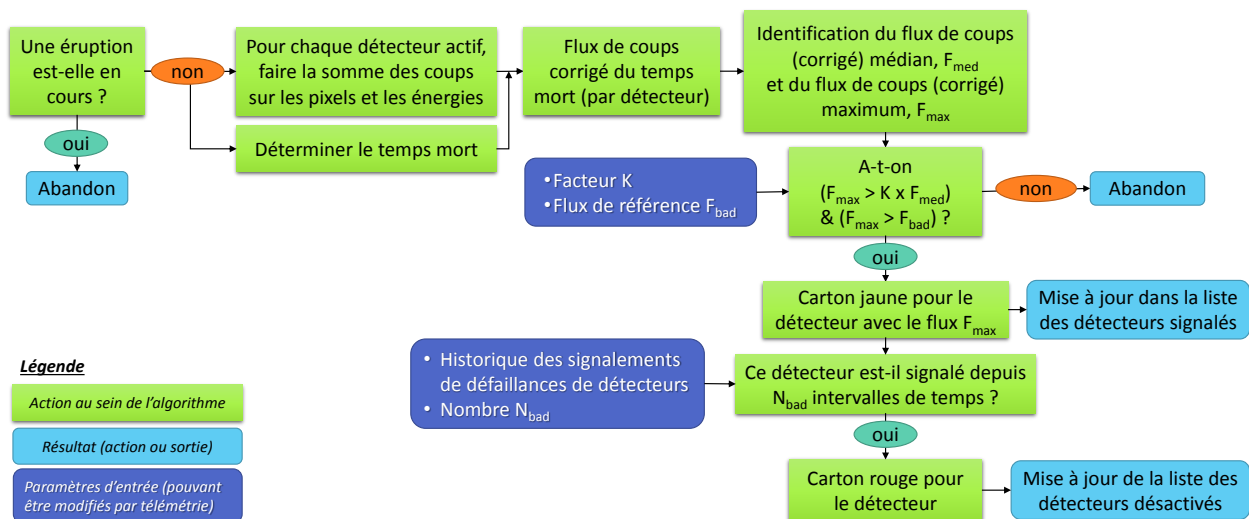 Une éruption
est-elle en
cours ?
non
oui
Abandon
Pour chaque détecteur actif,
faire la somme des coups
sur les pixels et les énergies
Déterminer le temps mort
Flux de coups
corrigé du temps
mort (par détecteur)
Identification du flux de coups
(corrigé) médian, Fmed
et du flux de coups (corrigé)
maximum, Fmax
• Facteur K
• Flux de référence Fbad
A-t-on
(Fmax > K x Fmed)
& (Fmax > Fbad) ?
non
Abandon
oui
Carton jaune pour le
détecteur avec le flux Fmax
Mise à jour dans la liste
des détecteurs signalés
• Historique des signalements
de défaillances de détecteurs
• Nombre Nbad
Ce détecteur est-il signalé depuis
Nbad intervalles de temps ?
oui
Carton rouge pour
le détecteur
Mise à jour de la liste des
détecteurs désactivés
Légende
Action au sein de l'algorithme
Résultat (action ou sortie)
Paramètres d'entrée (pouvant
être modifiés par télémétrie)